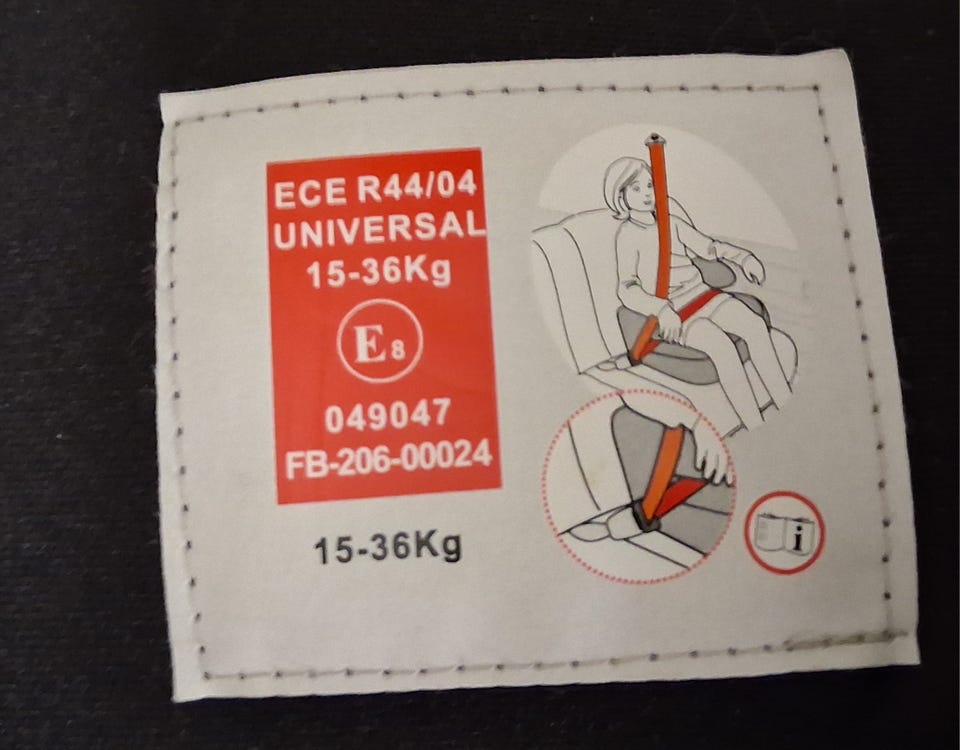 ECE R44/04
UNIVERSAL
15-36Kg
E8
049047
FB-206-00024
15-36Kg
i